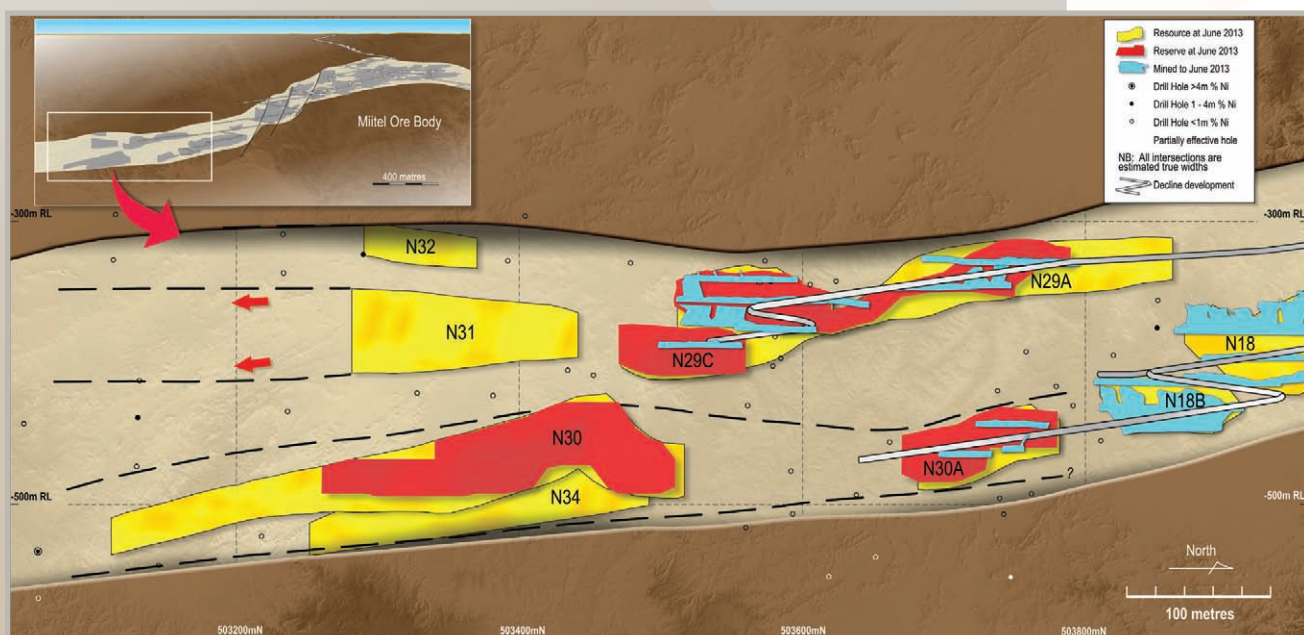 Miitel Ore Body
400 metres
Resource at June 2013
Reserve at June 2013
Mined to June 2013
Drill Hole >4m % Ni
Drill Hole 1 - 4m % Ni
Drill Hole <1m % Ni
Partially effective hole
NB: All intersections are
estimated true widths
Decline development
-300m RL
-300m RL
N32
N29A
N31
N18
N29C
N18B
N30
N30A
?
N34
-500m RL
-500m RL
North
100 metres
503200mN
503400mN
503600mN
503800mN